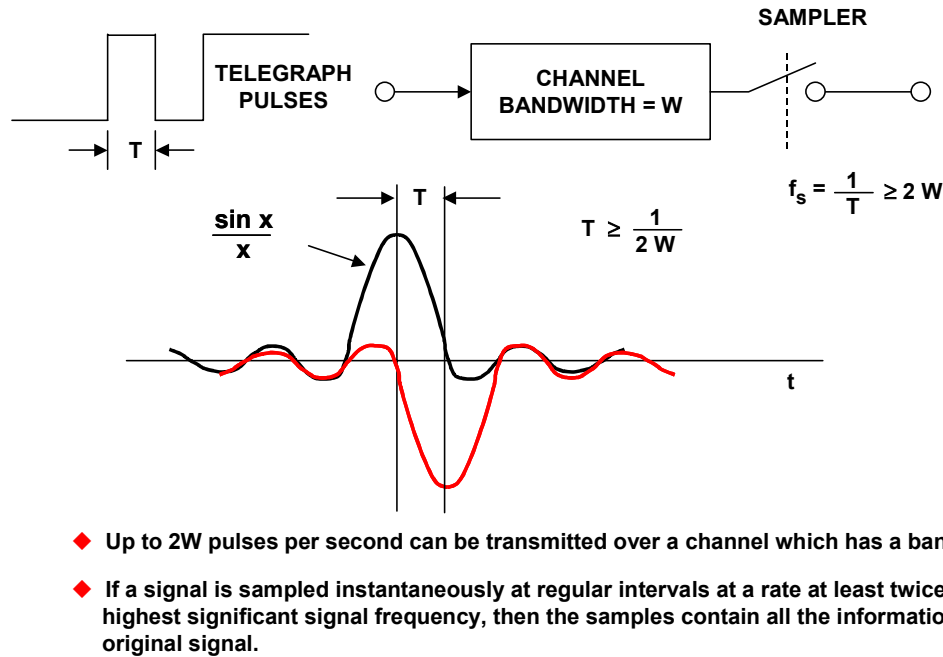 SAMPLER
TELEGRAPH
PULSES
CHANNEL
BANDWIDTH = W
T
T
fs = 1/T ≥ 2 W
sin x
x
T ≥ 1/2 W
t
◆ Up to 2W pulses per second can be transmitted over a channel which has a ban
◆ If a signal is sampled instantaneously at regular intervals at a rate at least twice
highest significant signal frequency, then the samples contain all the informatio
original signal.